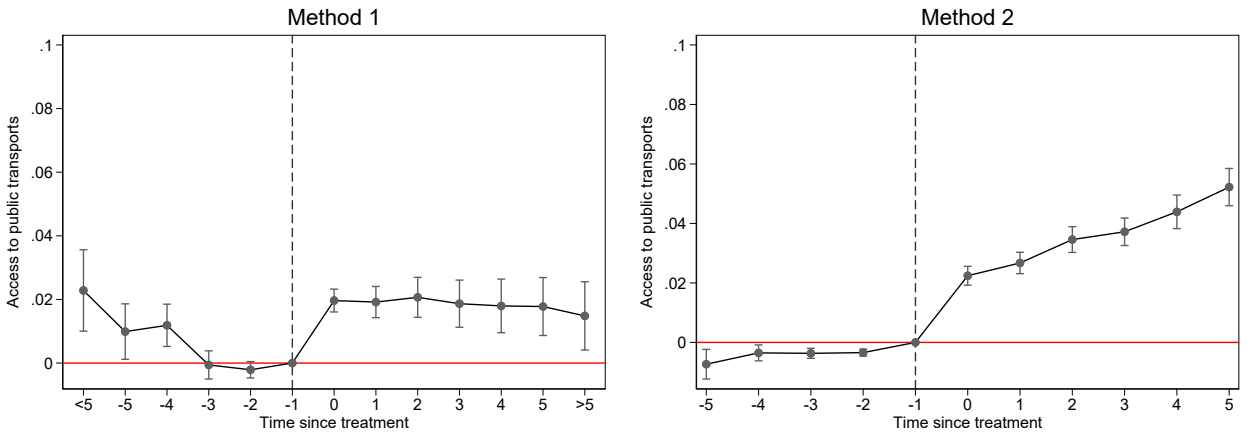 Method 1
Access to public transports
.1
.08
.06
.04
.02
0
<5 -5 -4 -3 -2 -1 0 1 2 3 4 5 >5
Time since treatment
Method 2
Access to public transports
.1
.08
.06
.04
.02
0
-5 -4 -3 -2 -1 0 1 2 3 4 5
Time since treatment